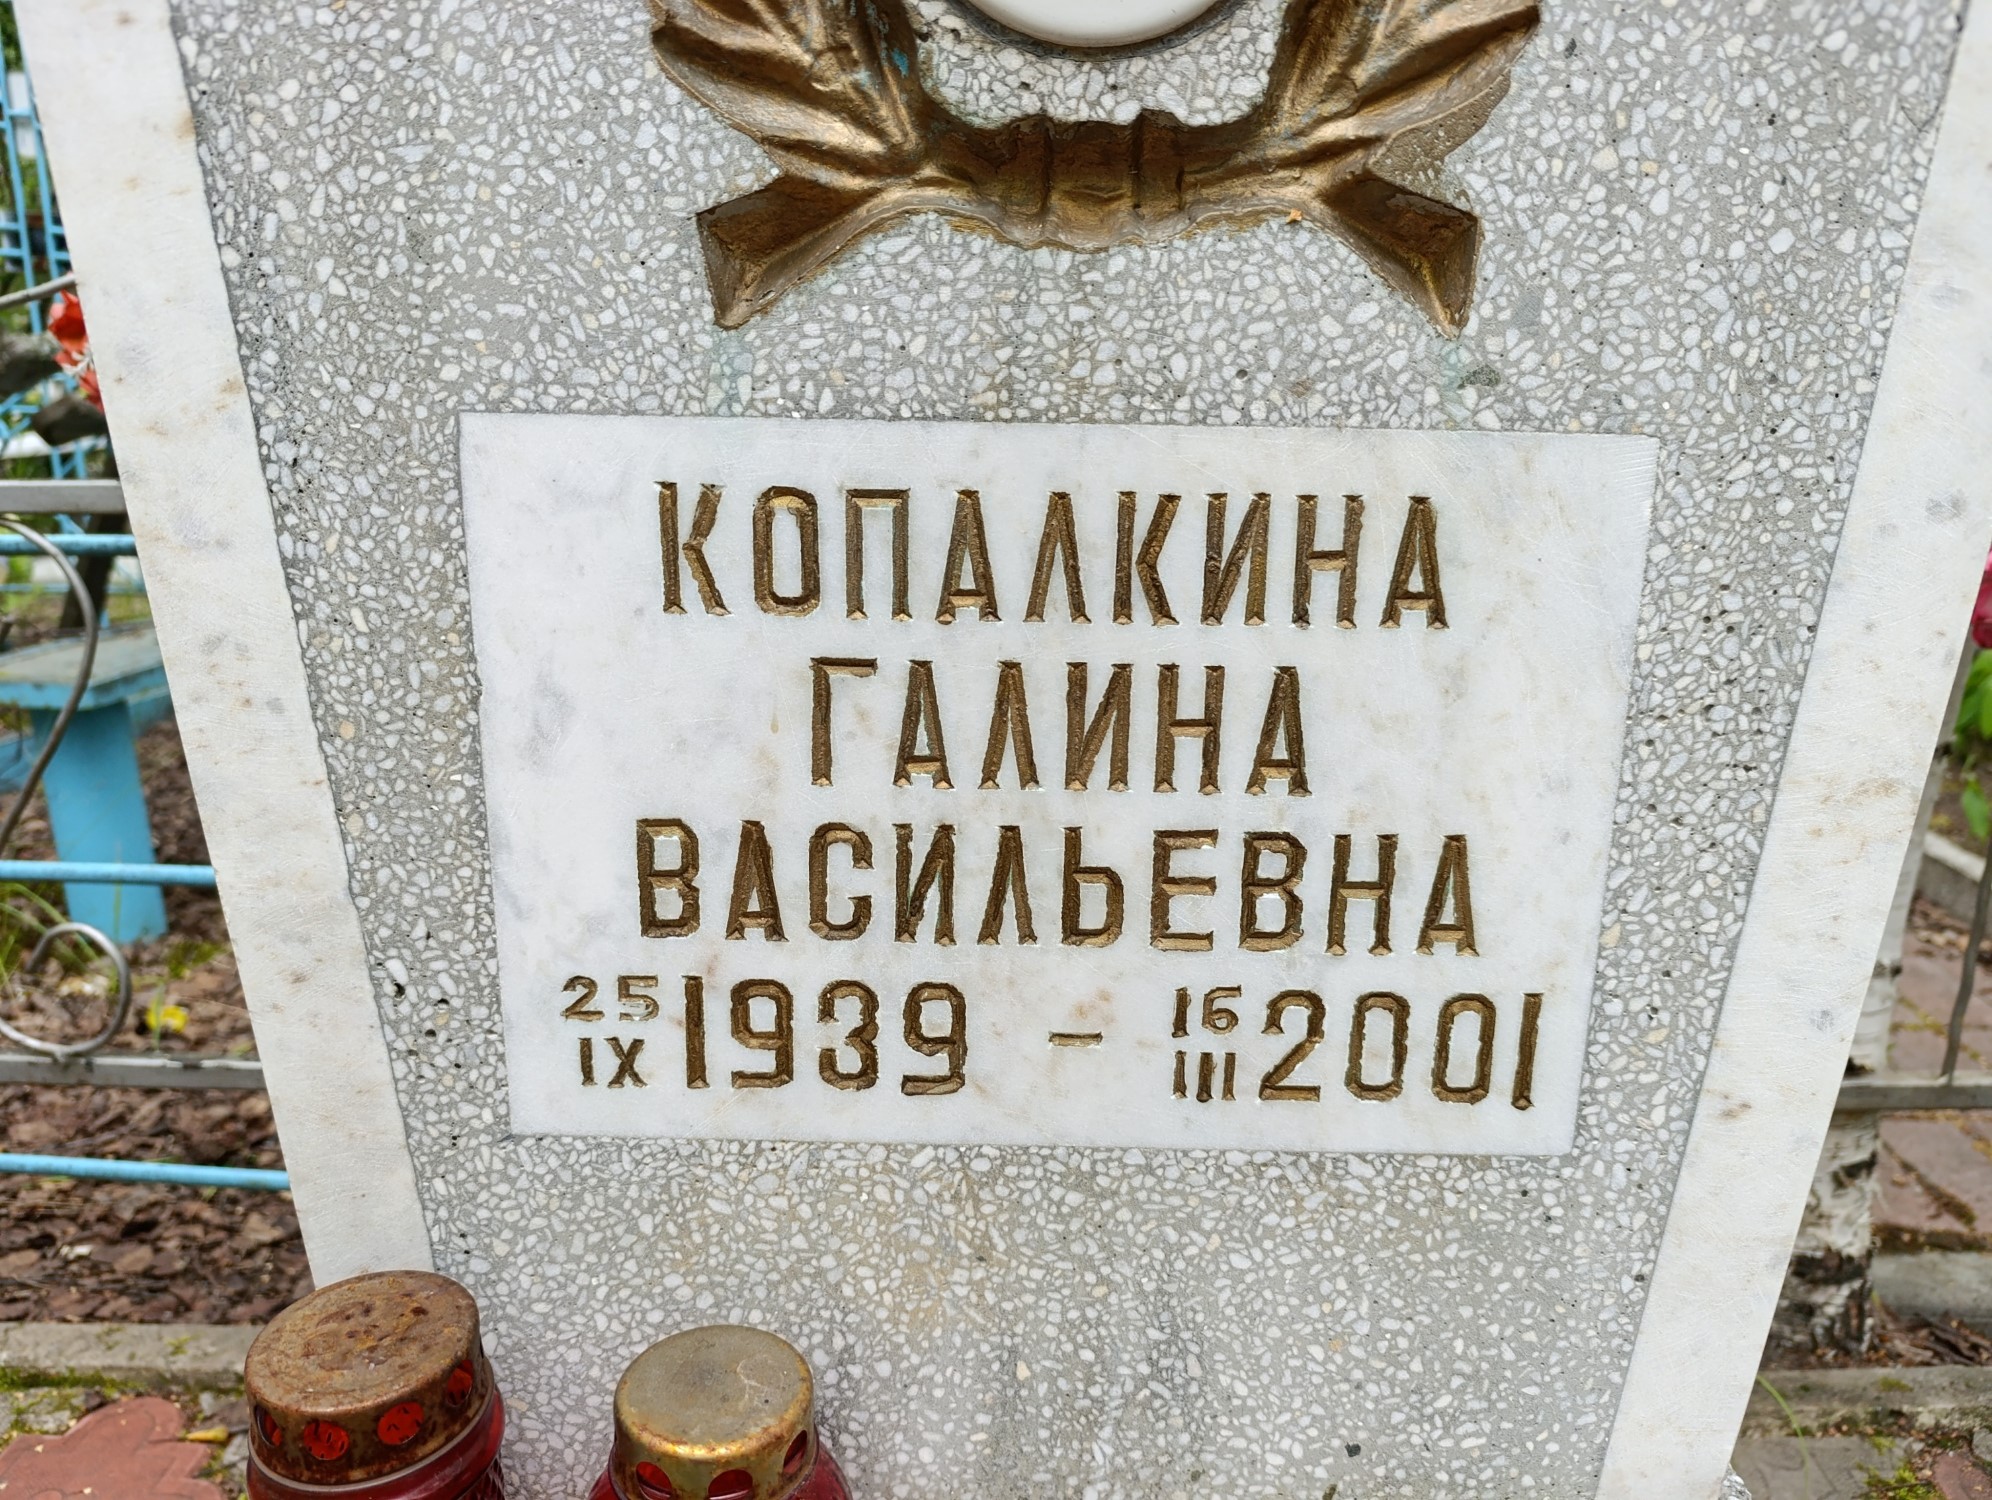 КОПАЛКИНА
ГАЛИНА
ВАСИЛЬЕВНА
25 IX 1939 - 16 III 2001